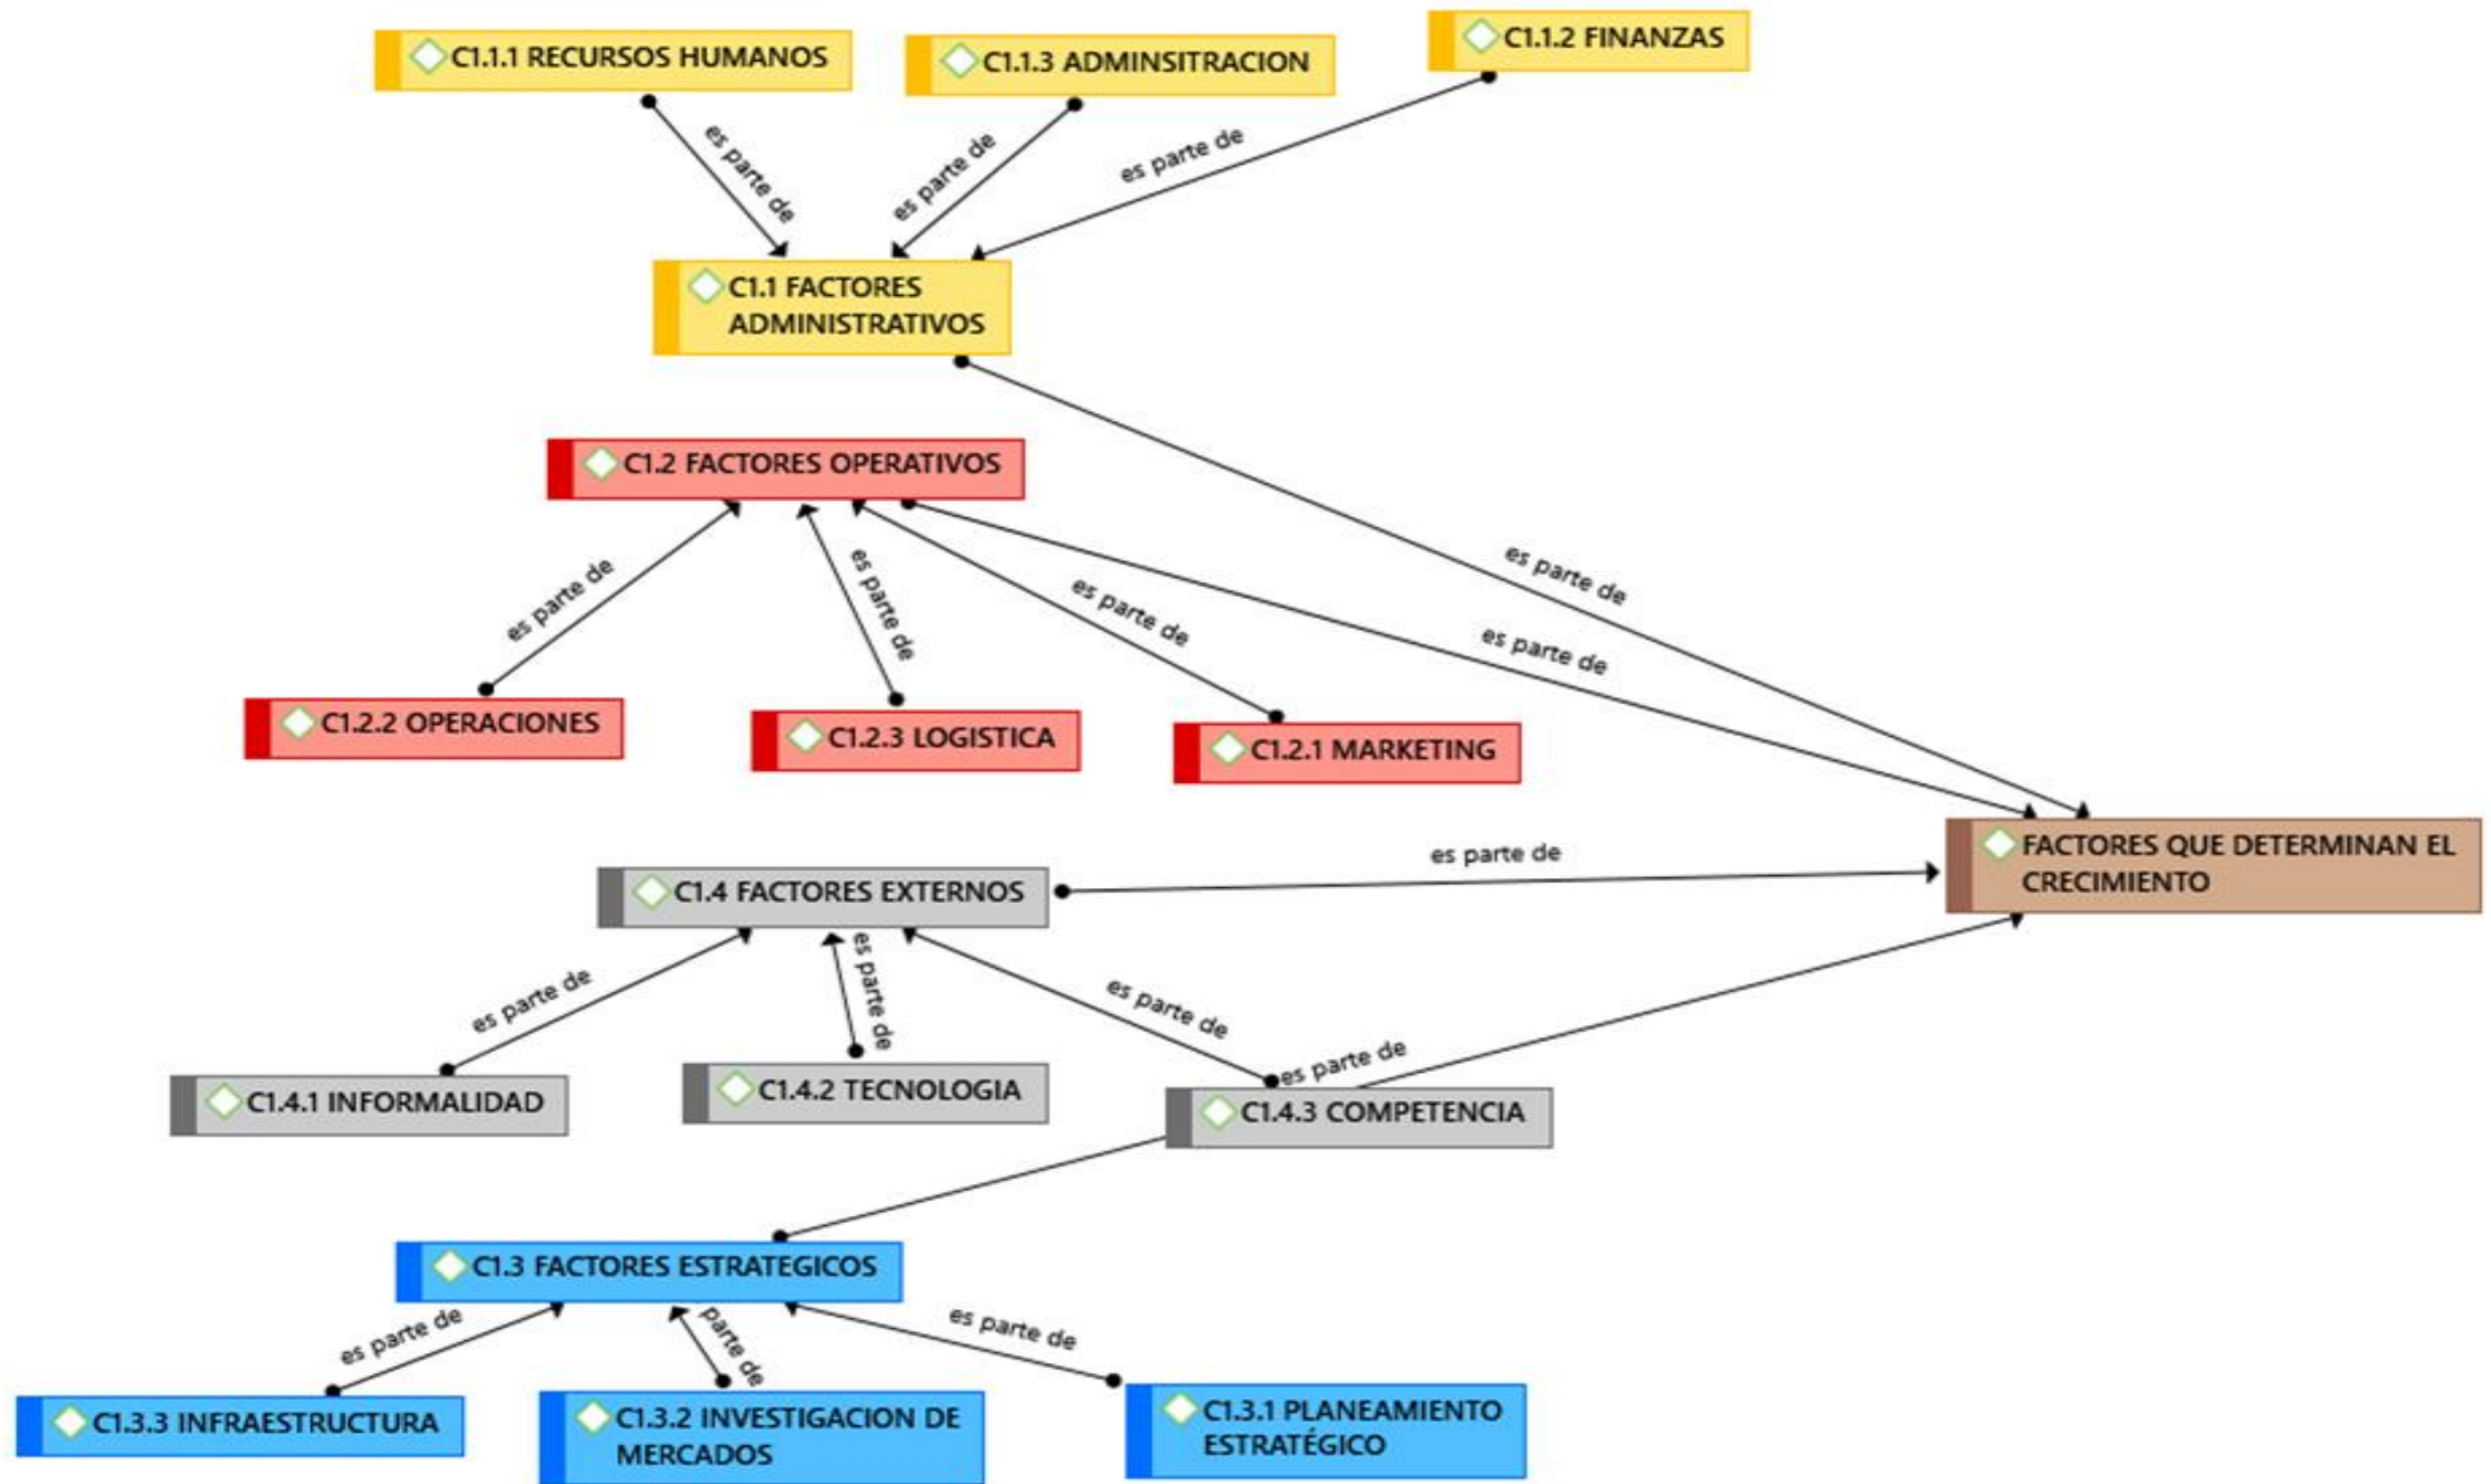 C1.1.1 RECURSOS HUMANOS
C1.1.3 ADMINSITRACION
C1.1.2 FINANZAS
es parte de
es parte de
es parte de
C1.1 FACTORES
ADMINISTRATIVOS
C1.2 FACTORES OPERATIVOS
es parte de
es parte de
es parte de
es parte de
es parte de
C1.2.2 OPERACIONES
C1.2.3 LOGISTICA
C1.2.1 MARKETING
FACTORES QUE DETERMINAN EL
CRECIMIENTO
es parte de
C1.4 FACTORES EXTERNOS
es parte de
es parte de
es parte de
es parte de
C1.4.1 INFORMALIDAD
C1.4.2 TECNOLOGIA
C1.4.3 COMPETENCIA
C1.3 FACTORES ESTRATEGICOS
es parte de
parte de
es parte de
C1.3.3 INFRAESTRUCTURA
C1.3.2 INVESTIGACION DE
MERCADOS
C1.3.1 PLANEAMIENTO
ESTRATÉGICO